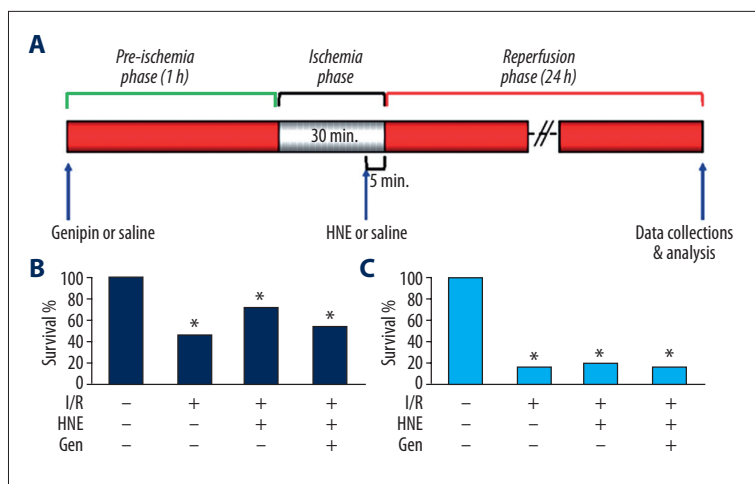 A
Pre-ischemia
phase (1 h)
Ischemia
phase
Reperfusion
phase (24 h)
30 min.
5 min.
Genipin or saline
HNE or saline
Data collections
& analysis
B
Survival %
100
80
60
40
20
0
* * *
I/R – + + +
HNE – – + +
Gen – – – +
C
Survival %
100
80
60
40
20
0
* * *
I/R – + + +
HNE – – + +
Gen – – – +